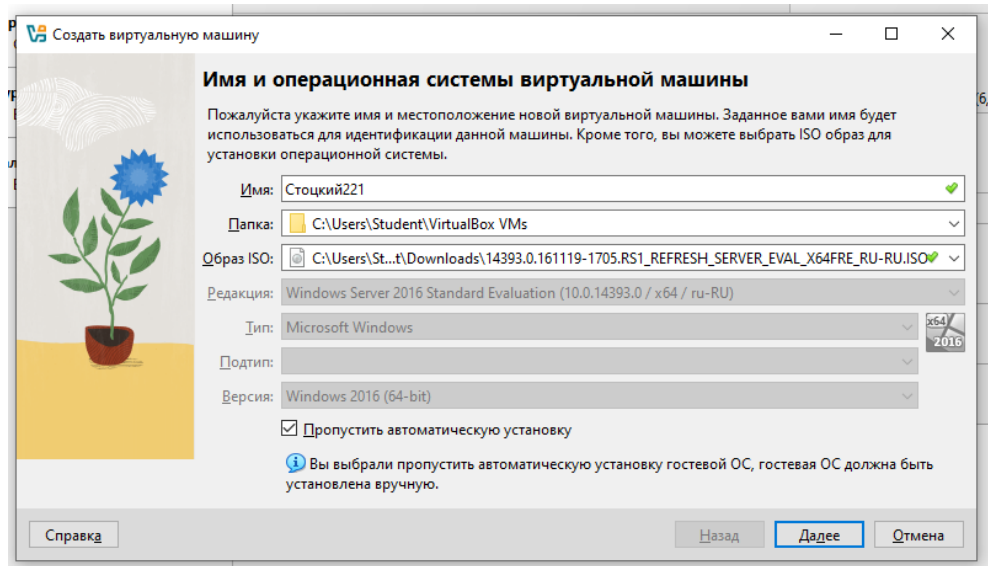 Создать виртуальную машину
Имя и операционная системы виртуальной машины
Пожалуйста укажите имя и местоположение новой виртуальной машины. Заданное вами имя будет
использоваться для идентификации данной машины. Кроме того, вы можете выбрать ISO образ для
установки операционной системы.
Имя: Стоцкий221
Папка: C:\Users\Student\VirtualBox VMs
Образ ISO: C:\Users\St...t\Downloads\14393.0.161119-1705.RS1_REFRESH_SERVER_EVAL_X64FRE_RU-RU.ISO
Редакция: Windows Server 2016 Standard Evaluation (10.0.14393.0 / x64 / ru-RU)
Тип: Microsoft Windows
x64
2016
Подтип:
Версия: Windows 2016 (64-bit)
Пропустить автоматическую установку
Вы выбрали пропустить автоматическую установку гостевой ОС, гостевая ОС должна быть
установлена вручную.
Справка Назад Далее Отмена